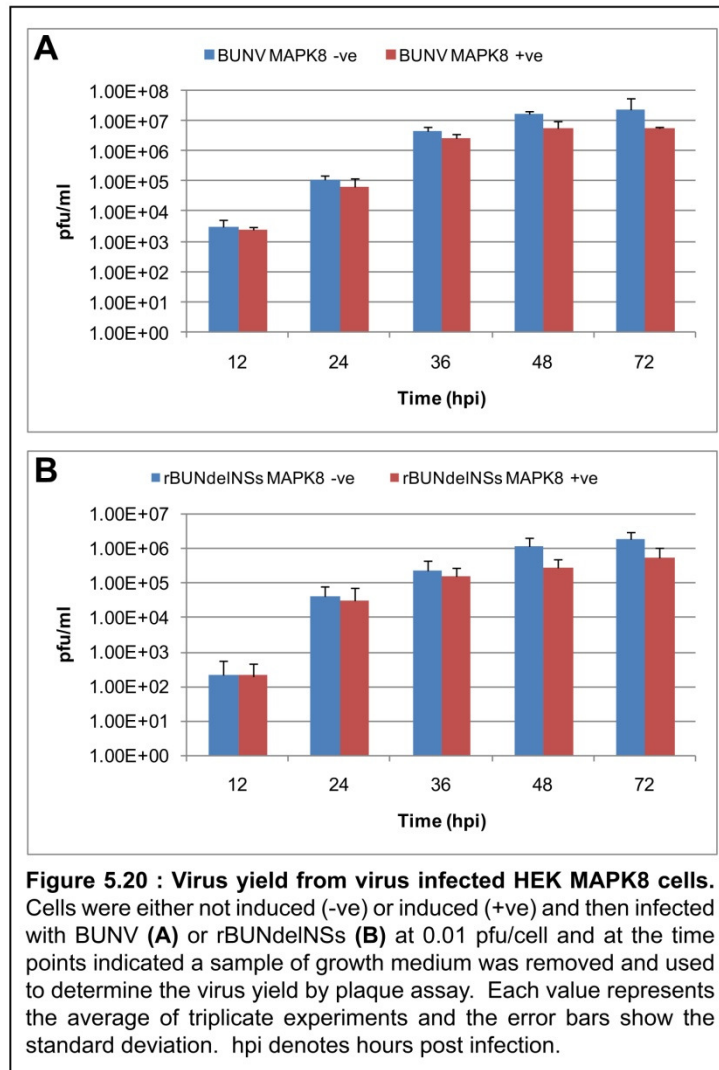 A
BUNV MAPK8 -ve BUNV MAPK8 +ve
1.00E+08
1.00E+07
1.00E+06
1.00E+05
1.00E+04
1.00E+03
1.00E+02
1.00E+01
1.00E+00
pfu/ml
12 24 36 48 72
Time (hpi)
B
rBUNdelNSs MAPK8 -ve rBUNdelNSs MAPK8 +ve
1.00E+07
1.00E+06
1.00E+05
1.00E+04
1.00E+03
1.00E+02
1.00E+01
1.00E+00
pfu/ml
12 24 36 48 72
Time (hpi)
Figure 5.20 : Virus yield from virus infected HEK MAPK8 cells.
Cells were either not induced (-ve) or induced (+ve) and then infected
with BUNV (A) or rBUNdelNSs (B) at 0.01 pfu/cell and at the time
points indicated a sample of growth medium was removed and used
to determine the virus yield by plaque assay. Each value represents
the average of triplicate experiments and the error bars show the
standard deviation. hpi denotes hours post infection.